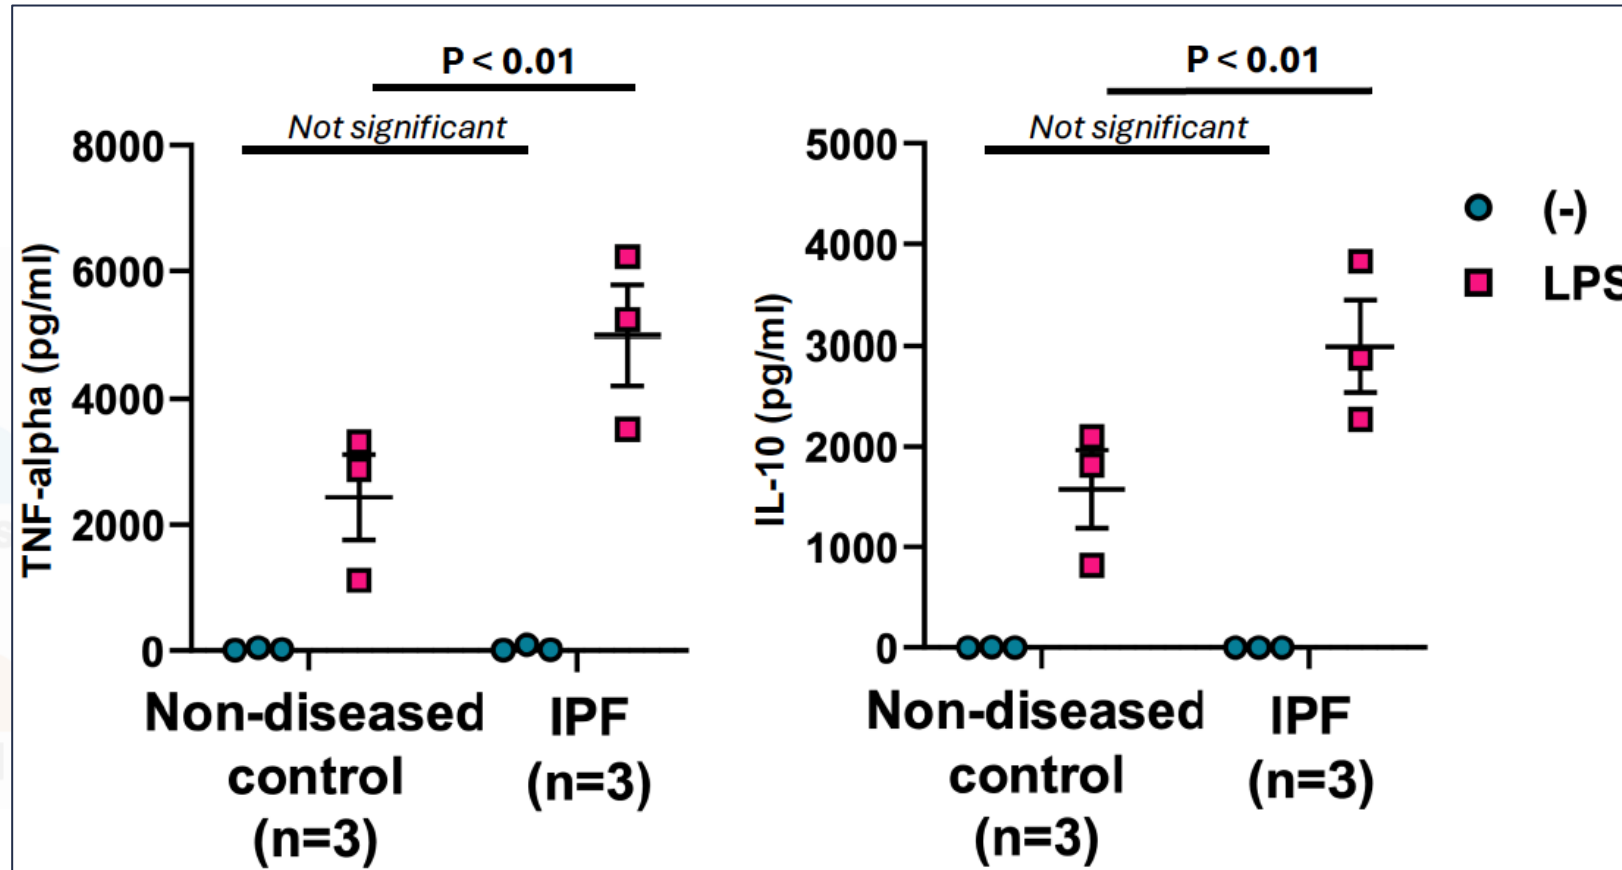 P < 0.01
Not significant
8000
6000
4000
2000
0
TNF-alpha (pg/ml)
Non-diseased
control
(n=3)
IPF
(n=3)
P < 0.01
Not significant
5000
4000
3000
2000
1000
0
IL-10 (pg/ml)
Non-diseased
control
(n=3)
IPF
(n=3)
(-)
LPS